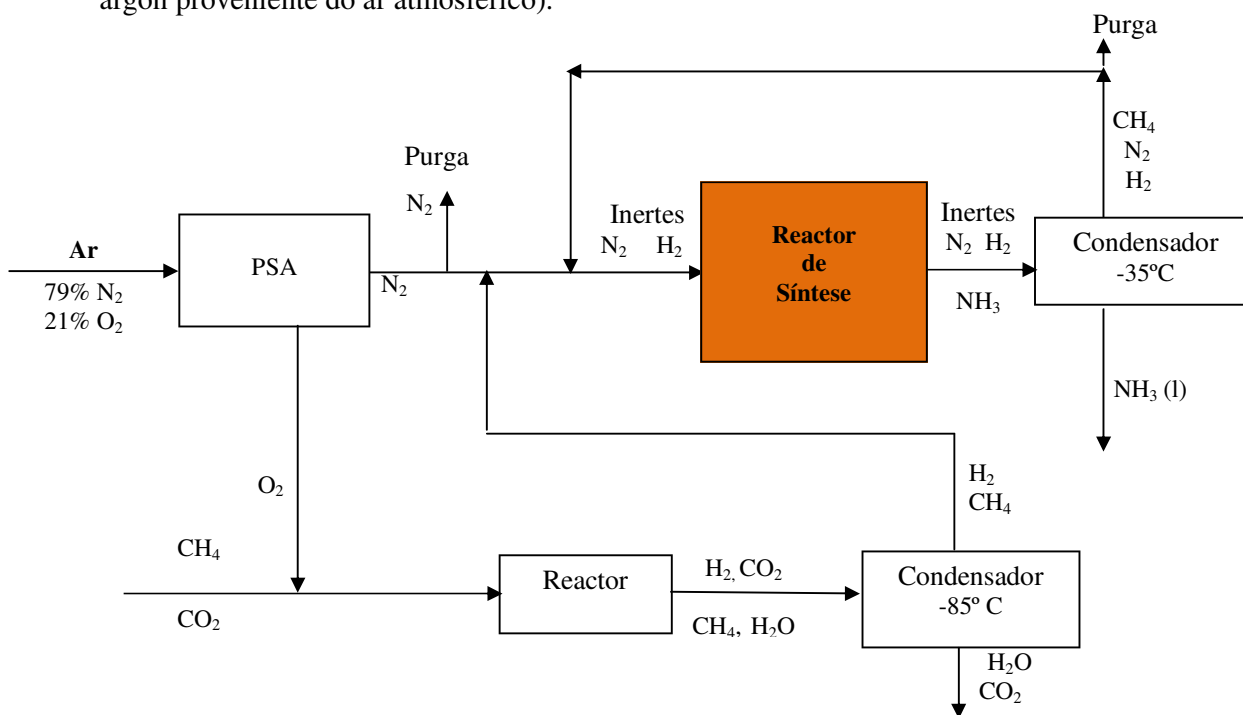 argon proveniente do ar atmosférico).
Purga
CH₄
N₂
H₂
Purga
N₂
Inertes
N₂ H₂
Reactor
de
Síntese
Inertes
N₂ H₂
NH₃
Condensador
-35ºC
Ar
79% N₂
21% O₂
PSA
N₂
NH₃ (l)
O₂
H₂
CH₄
CH₄
CO₂
Reactor
H₂, CO₂
CH₄, H₂O
Condensador
-85º C
H₂O
CO₂